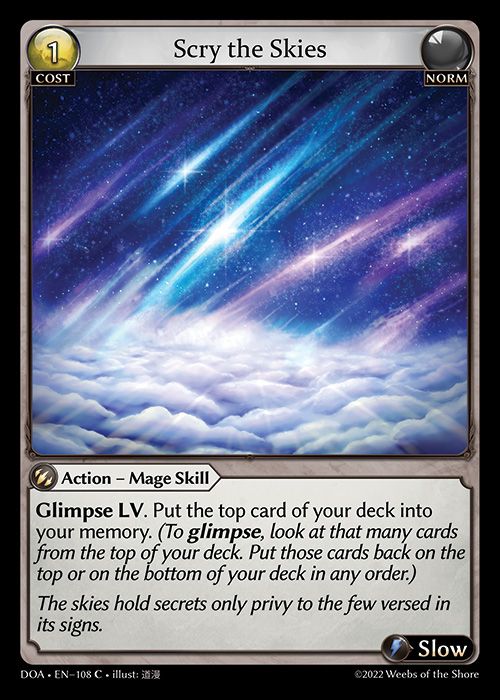 1
Scry the Skies
COST
NORM
Action – Mage Skill
Glimpse LV. Put the top card of your deck into
your memory. (To glimpse, look at that many cards
from the top of your deck. Put those cards back on the
top or on the bottom of your deck in any order.)
The skies hold secrets only privy to the few versed in
its signs.
Slow
DOA • EN-108 C • illust: 道漫
©2022 Weebs of the Shore